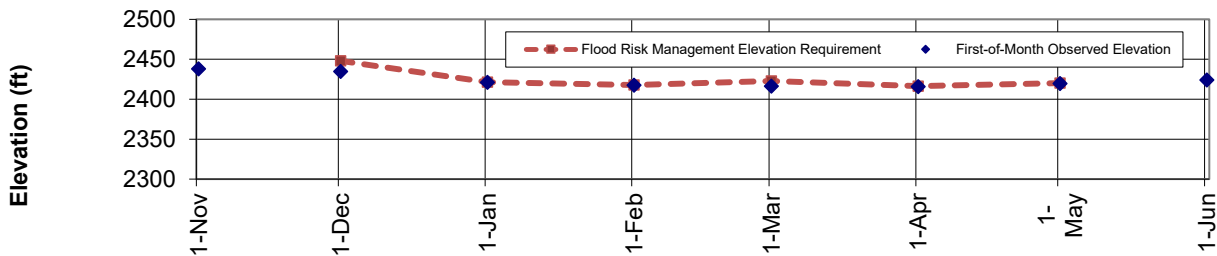 Elevation (ft)
2500
2450
2400
2350
2300
Flood Risk Management Elevation Requirement
First-of-Month Observed Elevation
1-Nov
1-Dec
1-Jan
1-Feb
1-Mar
1-Apr
1-
May
1-Jun